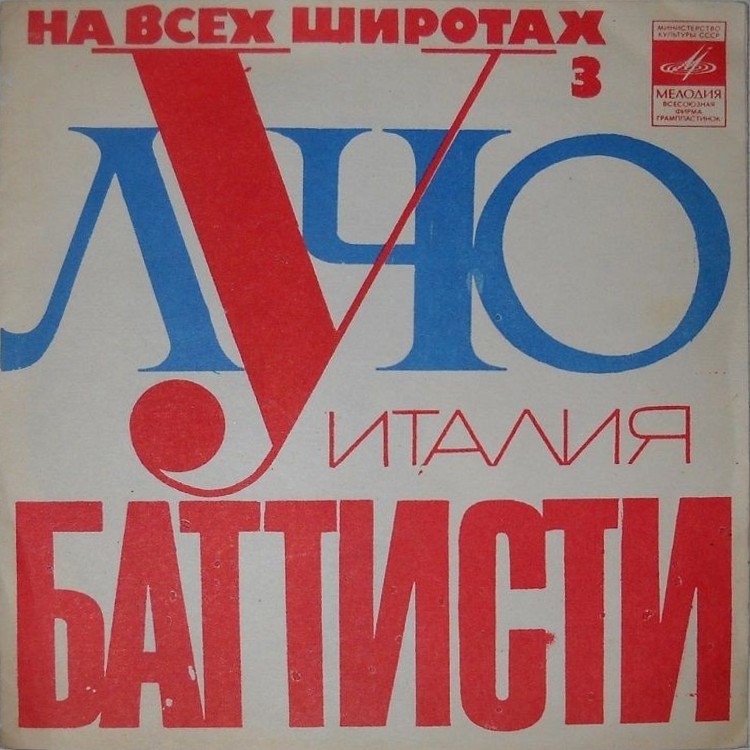 НА ВСЕХ ШИРОТАХ
3
МИНИСТЕРСТВО
КУЛЬТУРЫ СССР
МЕЛОДИЯ
ВСЕСОЮЗНАЯ
ФИРМА
ГРАМПЛАСТИНОК
ЛУЧО
ИТАЛИЯ
БАТТИСТИ